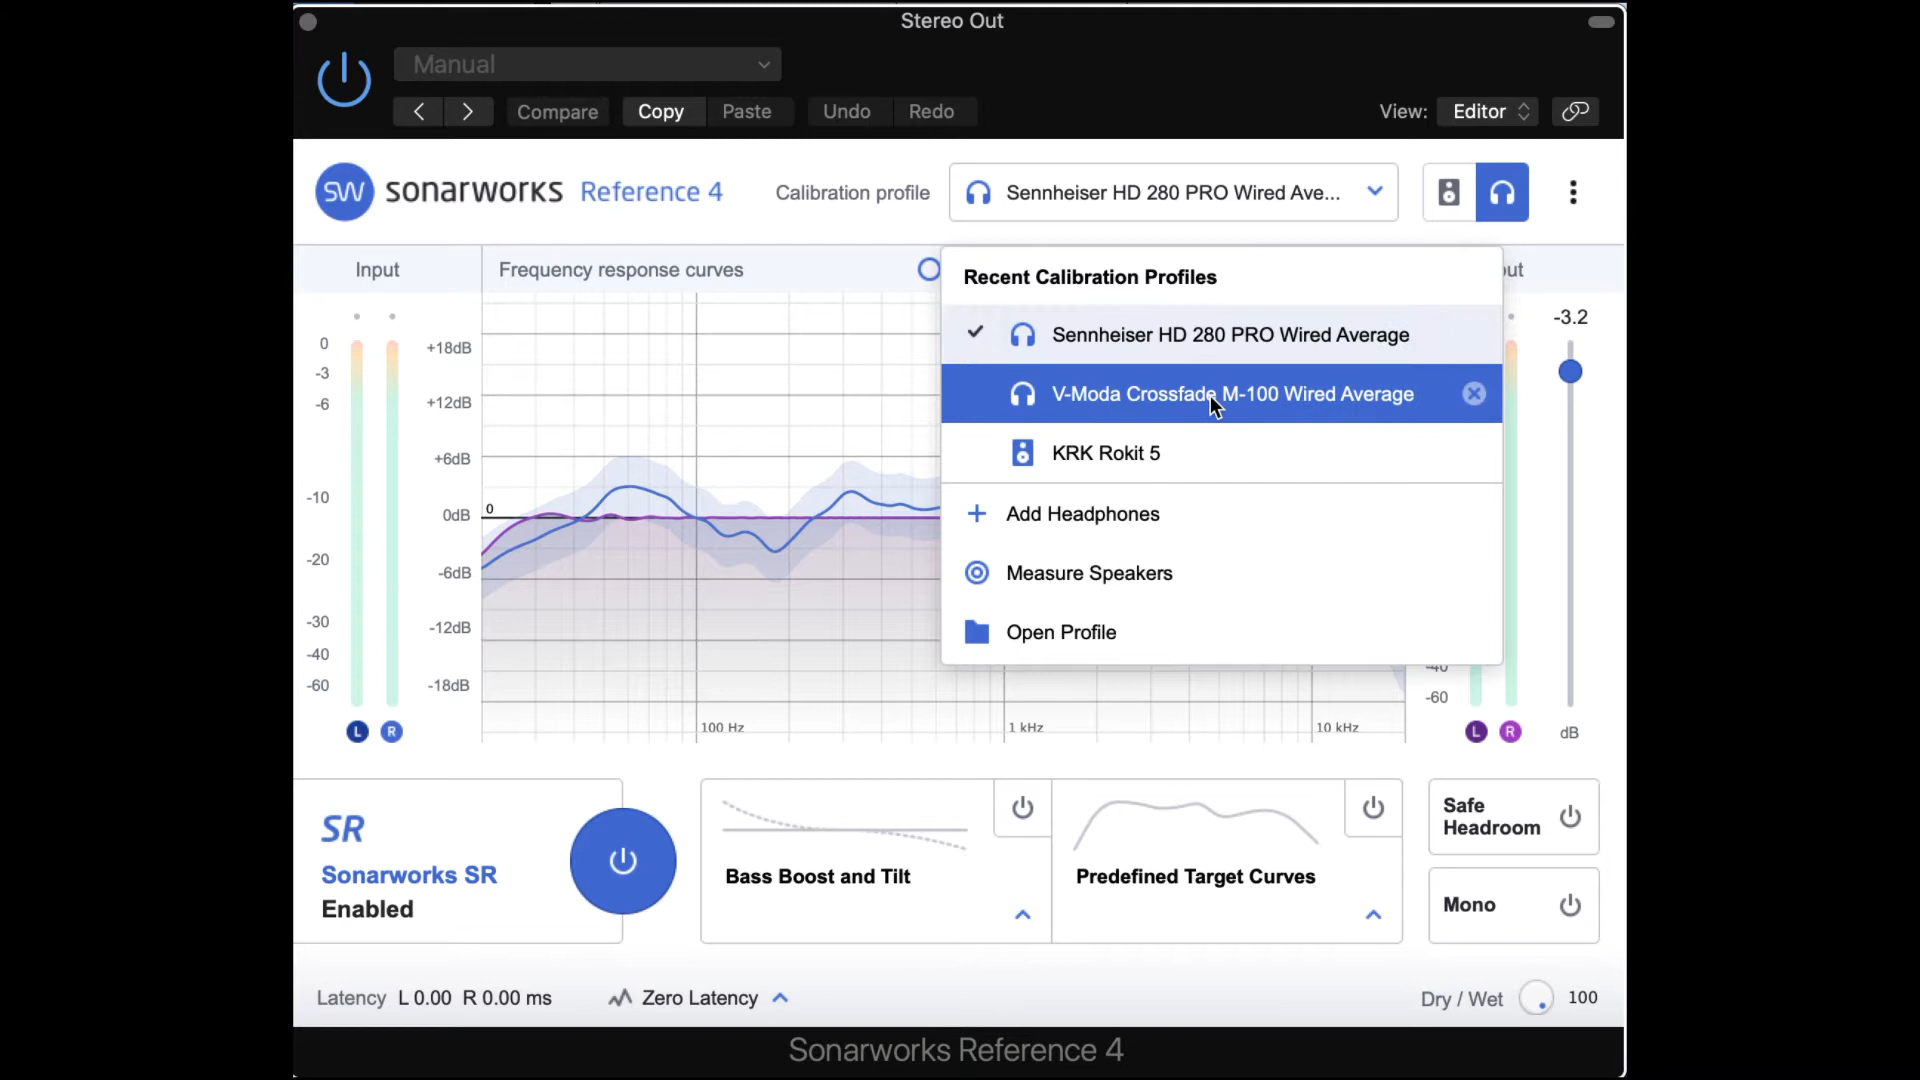 Stereo Out
Manual
Compare Copy Paste Undo Redo View: Editor
SW sonarworks Reference 4 Calibration profile Sennheiser HD 280 PRO Wired Ave...
Input Frequency response curves
Recent Calibration Profiles
Sennheiser HD 280 PRO Wired Average
V-Moda Crossfade M-100 Wired Average
KRK Rokit 5
Add Headphones
Measure Speakers
Open Profile
ut
-3.2
0
-3
-6
-10
-20
-30
-40
-60
L R
+18dB
+12dB
+6dB
0dB
-6dB
-12dB
-18dB
0
100 Hz 1 kHz 10 kHz
-40
-60
L R dB
SR
Sonarworks SR
Enabled
Bass Boost and Tilt
Predefined Target Curves
Safe
Headroom
Mono
Latency L 0.00 R 0.00 ms Zero Latency Dry / Wet 100
Sonarworks Reference 4